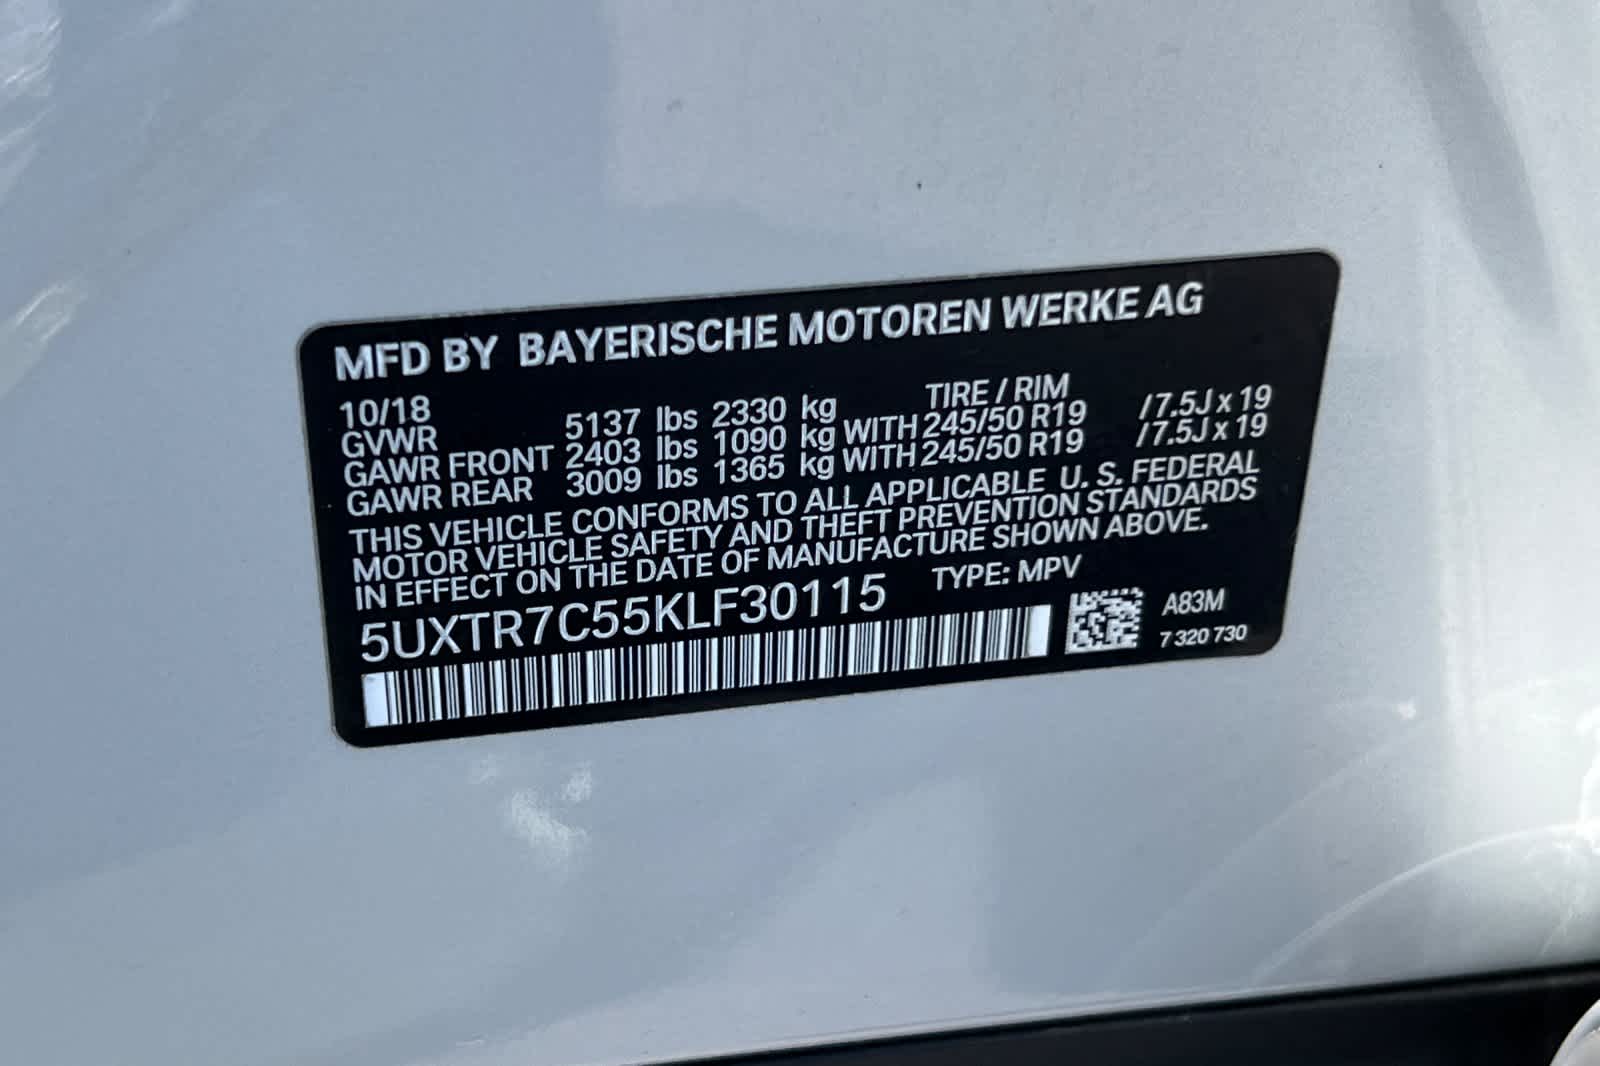 MFD BY BAYERISCHE MOTOREN WERKE AG
10/18 TIRE / RIM
GVWR 5137 lbs 2330 kg
GAWR FRONT 2403 lbs 1090 kg WITH 245/50 R19 /7.5J x 19
GAWR REAR 3009 lbs 1365 kg WITH 245/50 R19 /7.5J x 19
THIS VEHICLE CONFORMS TO ALL APPLICABLE U. S. FEDERAL
MOTOR VEHICLE SAFETY AND THEFT PREVENTION STANDARDS
IN EFFECT ON THE DATE OF MANUFACTURE SHOWN ABOVE.
5UXTR7C55KLF30115 TYPE: MPV
A83M
7 320 730